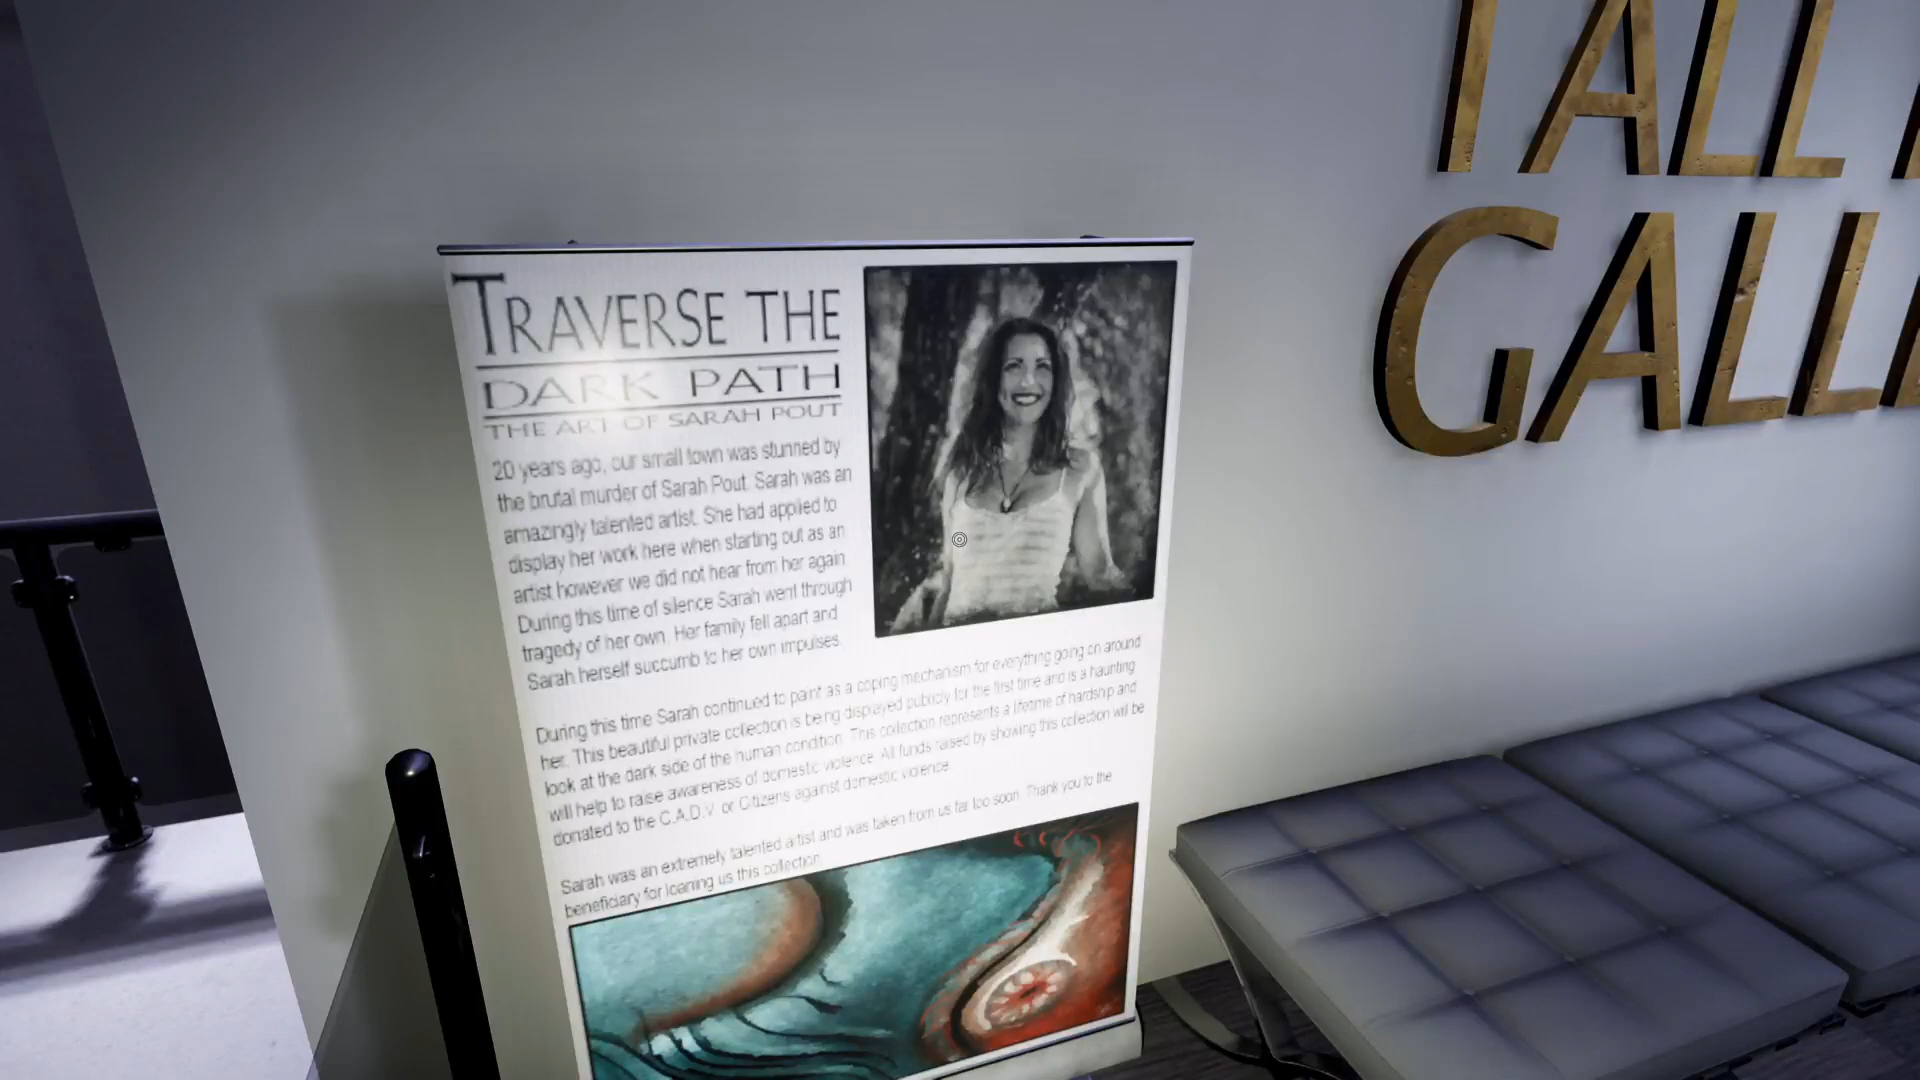 TRAVERSE THE
DARK PATH
THE ART OF SARAH POUT
20 years ago, our small town was stunned by
the brutal murder of Sarah Pout. Sarah was an
amazingly talented artist. She had applied to
display her work here when starting out as an
artist however we did not hear from her again
During this time of silence Sarah went through
tragedy of her own. Her family fell apart and
Sarah herself succumb to her own impulses.
During this time Sarah continued to paint as a coping mechanism for everything going on around
her. This beautiful private collection is being displayed publicly for the first time and is a haunting
look at the dark side of the human condition. This collection represents a lifetime of hardship and
will help to raise awareness of domestic violence. All funds raised by showing this collection will be
donated to the C.A.D.V or Citizens against domestic violence.
Sarah was an extremely talented artist and was taken from us far too soon. Thank you to the
beneficiary for loaning us this collection.
TALL
GALL